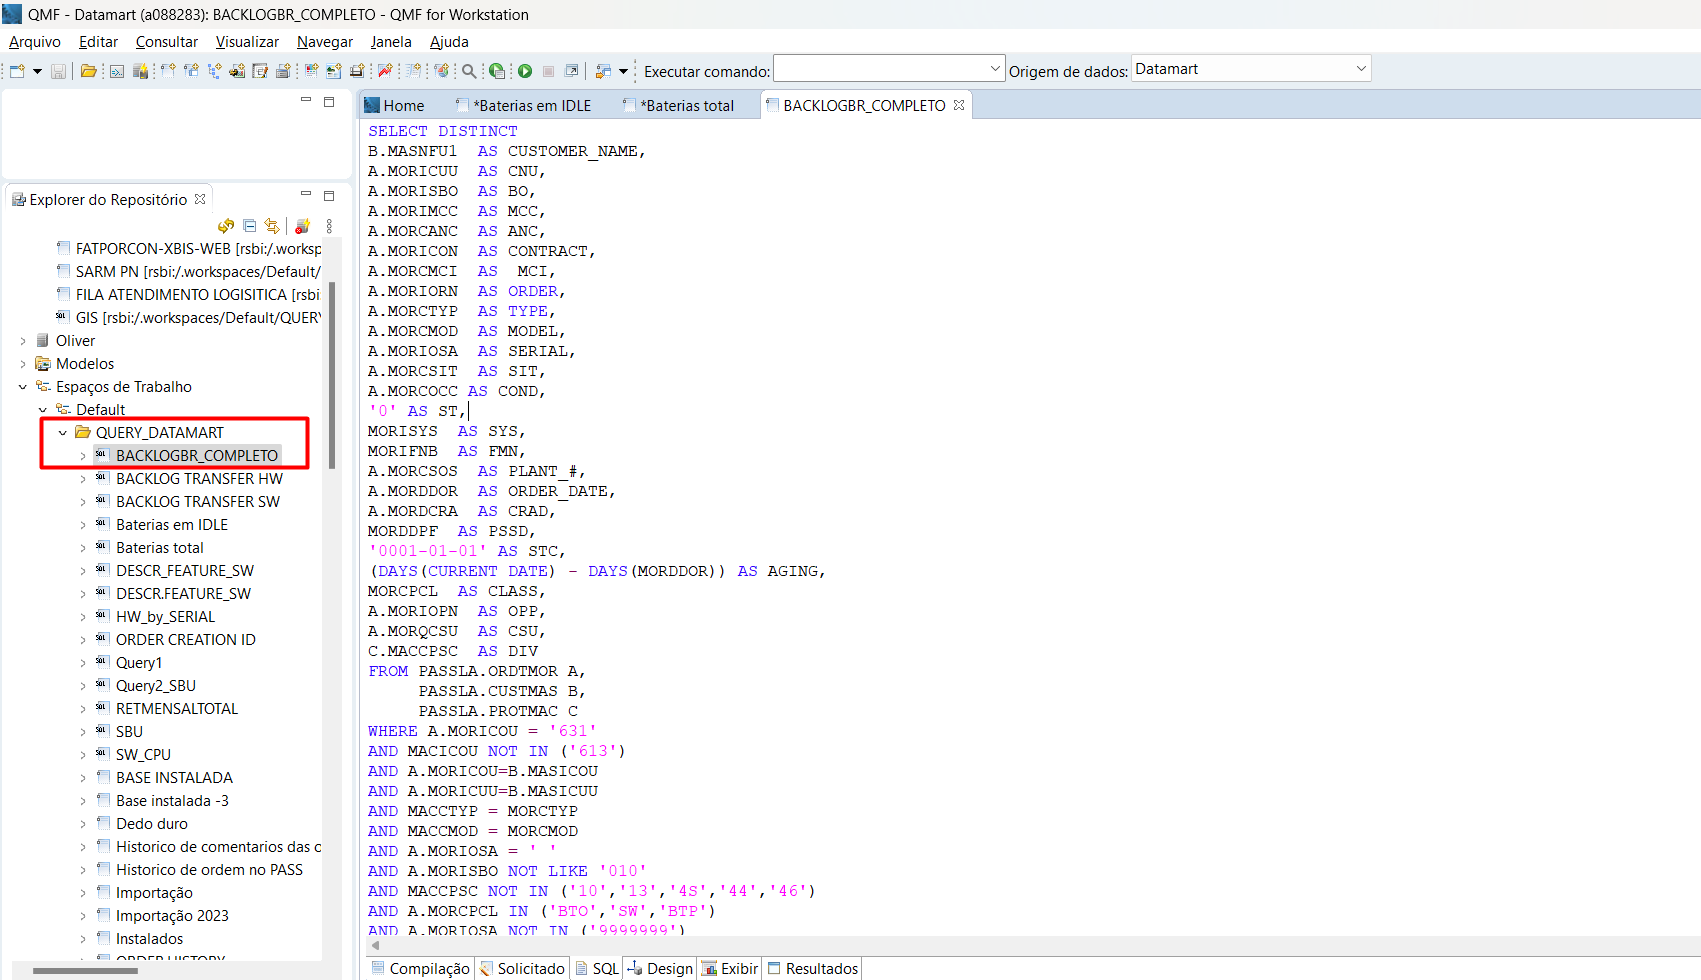 QMF - Datamart (a088283): BACKLOGBR_COMPLETO - QMF for Workstation
Arquivo Editar Consultar Visualizar Navegar Janela Ajuda
Executar comando: Origem de dados: Datamart
Home *Baterias em IDLE *Baterias total BACKLOGBR_COMPLETO
Explorer do Repositório
FATPORCON-XBIS-WEB [rsbi:/.worksp
SARM PN [rsbi:/.workspaces/Default/
FILA ATENDIMENTO LOGISITICA [rsbi:
GIS [rsbi:/.workspaces/Default/QUERY
Oliver
Modelos
Espaços de Trabalho
Default
QUERY_DATAMART
BACKLOGBR_COMPLETO
BACKLOG TRANSFER HW
BACKLOG TRANSFER SW
Baterias em IDLE
Baterias total
DESCR_FEATURE_SW
DESCR.FEATURE_SW
HW_by_SERIAL
ORDER CREATION ID
Query1
Query2_SBU
RETMENSALTOTAL
SBU
SW_CPU
BASE INSTALADA
Base instalada -3
Dedo duro
Historico de comentarios das o
Historico de ordem no PASS
Importação
Importação 2023
Instalados
ORDER HISTORY
SELECT DISTINCT
B.MASNFU1 AS CUSTOMER_NAME,
A.MORICUU AS CNU,
A.MORISBO AS BO,
A.MORIMCC AS MCC,
A.MORCANC AS ANC,
A.MORICON AS CONTRACT,
A.MORCMCI AS MCI,
A.MORIORN AS ORDER,
A.MORCTYP AS TYPE,
A.MORCMOD AS MODEL,
A.MORIOSA AS SERIAL,
A.MORCSIT AS SIT,
A.MORCOCC AS COND,
'0' AS ST,
MORISYS AS SYS,
MORIFNB AS FMN,
A.MORCSOS AS PLANT_#,
A.MORDDOR AS ORDER_DATE,
A.MORDCRA AS CRAD,
MORDDPF AS PSSD,
'0001-01-01' AS STC,
(DAYS(CURRENT DATE) - DAYS(MORDDOR)) AS AGING,
MORCPCL AS CLASS,
A.MORIOPN AS OPP,
A.MORQCSU AS CSU,
C.MACCPSC AS DIV
FROM PASSLA.ORDTMOR A,
PASSLA.CUSTMAS B,
PASSLA.PROTMAC C
WHERE A.MORICOU = '631'
AND MACICOU NOT IN ('613')
AND A.MORICOU=B.MASICOU
AND A.MORICUU=B.MASICUU
AND MACCTYP = MORCTYP
AND MACCMOD = MORCMOD
AND A.MORIOSA = ' '
AND A.MORISBO NOT LIKE '010'
AND MACCPSC NOT IN ('10','13','4S','44','46')
AND A.MORCPCL IN ('BTO','SW','BTP')
AND A.MORIOSA NOT IN ('9999999')
Compilação Solicitado SQL Design Exibir Resultados